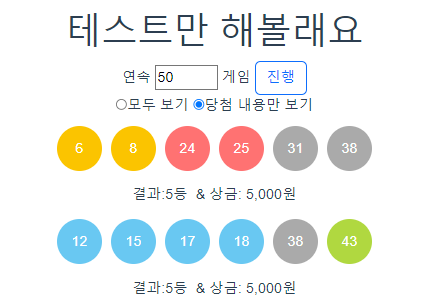 테스트만 해볼래요
연속 50 게임 진행
모두 보기 당첨 내용만 보기
6 8 24 25 31 38
결과:5등 & 상금: 5,000원
12 15 17 18 38 43
결과:5등 & 상금: 5,000원